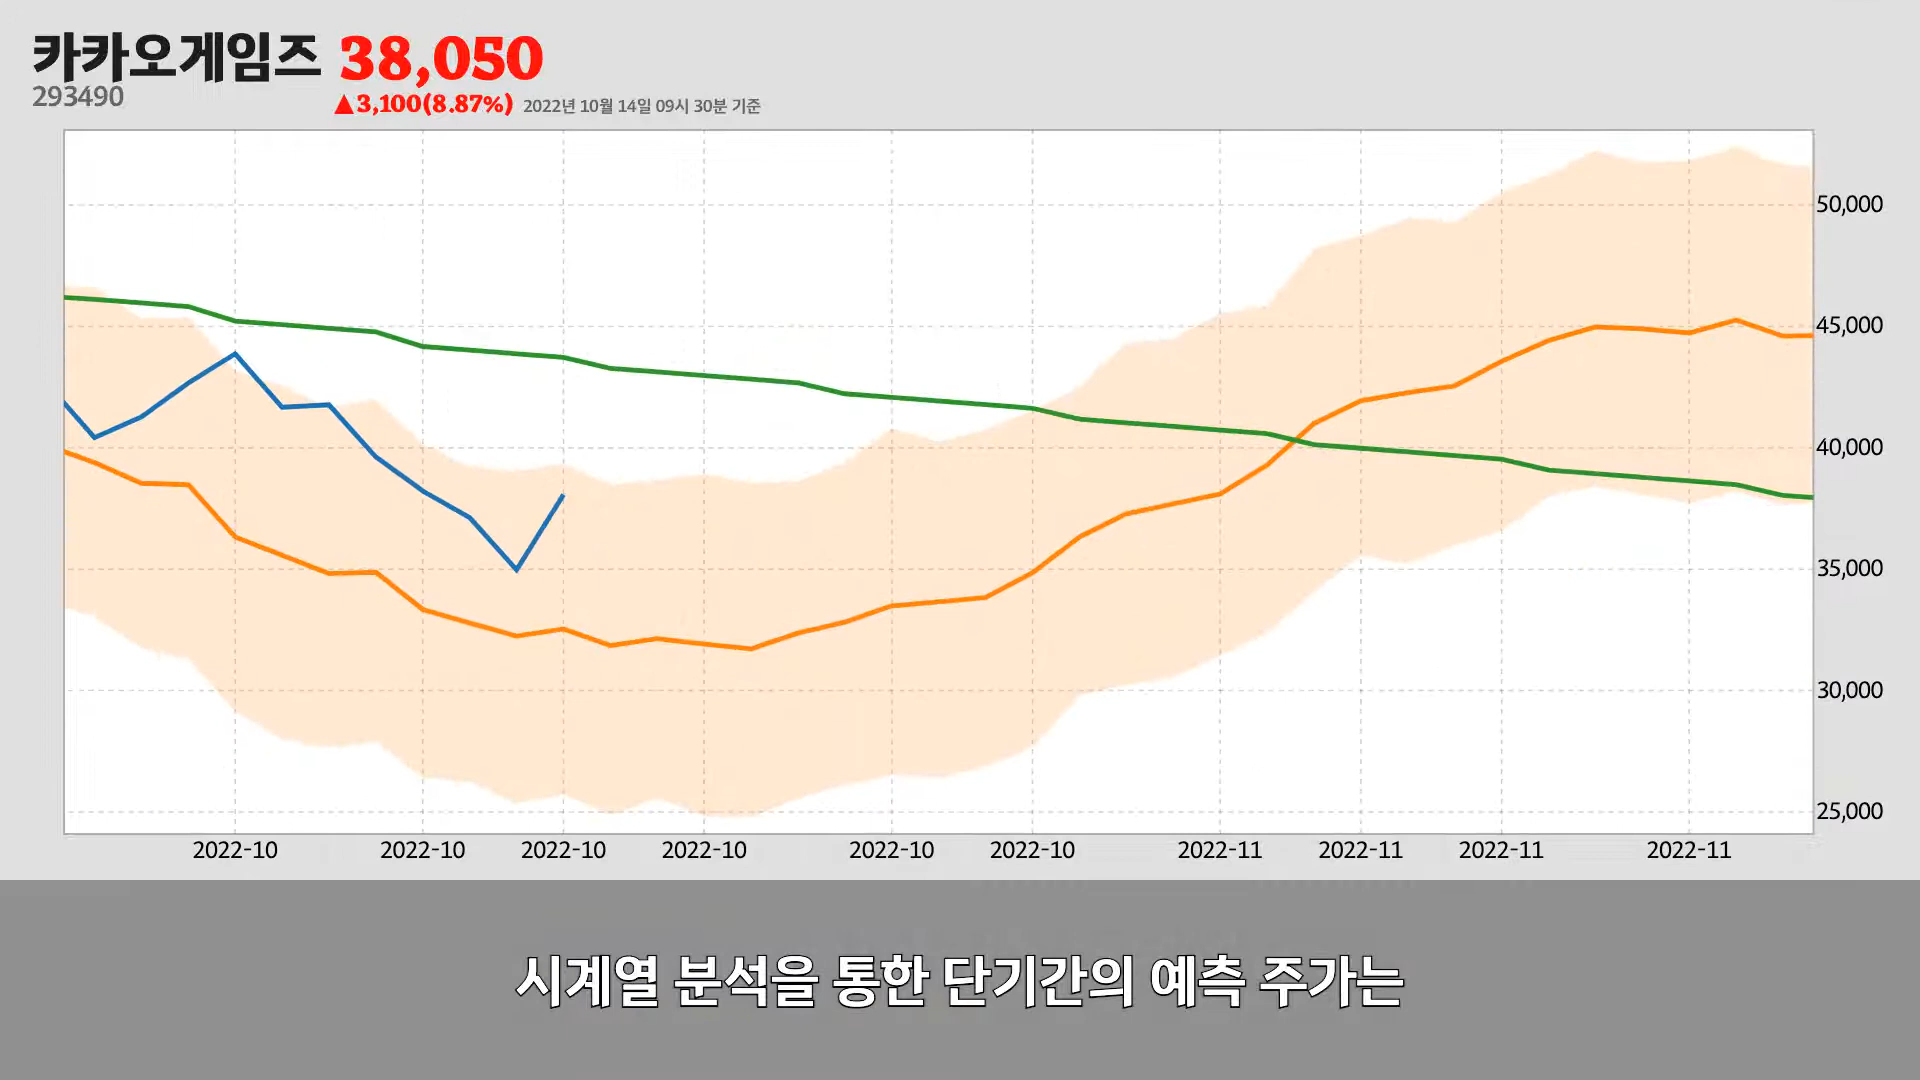 카카오게임즈 38,050
293490
▲3,100(8.87%) 2022년 10월 14일 09시 30분 기준
50,000
45,000
40,000
35,000
30,000
25,000
2022-10 2022-10 2022-10 2022-10 2022-10 2022-10 2022-11 2022-11 2022-11 2022-11
시계열 분석을 통한 단기간의 예측 주가는